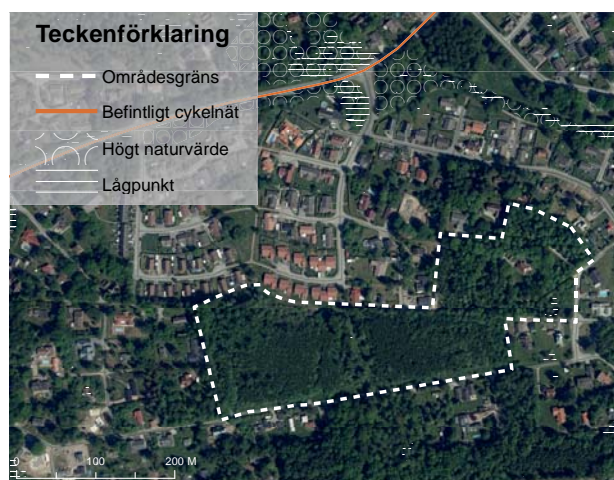 Teckenförklaring
Områdesgräns
Befintligt cykelnät
Högt naturvärde
Lågpunkt
0 100 200 M